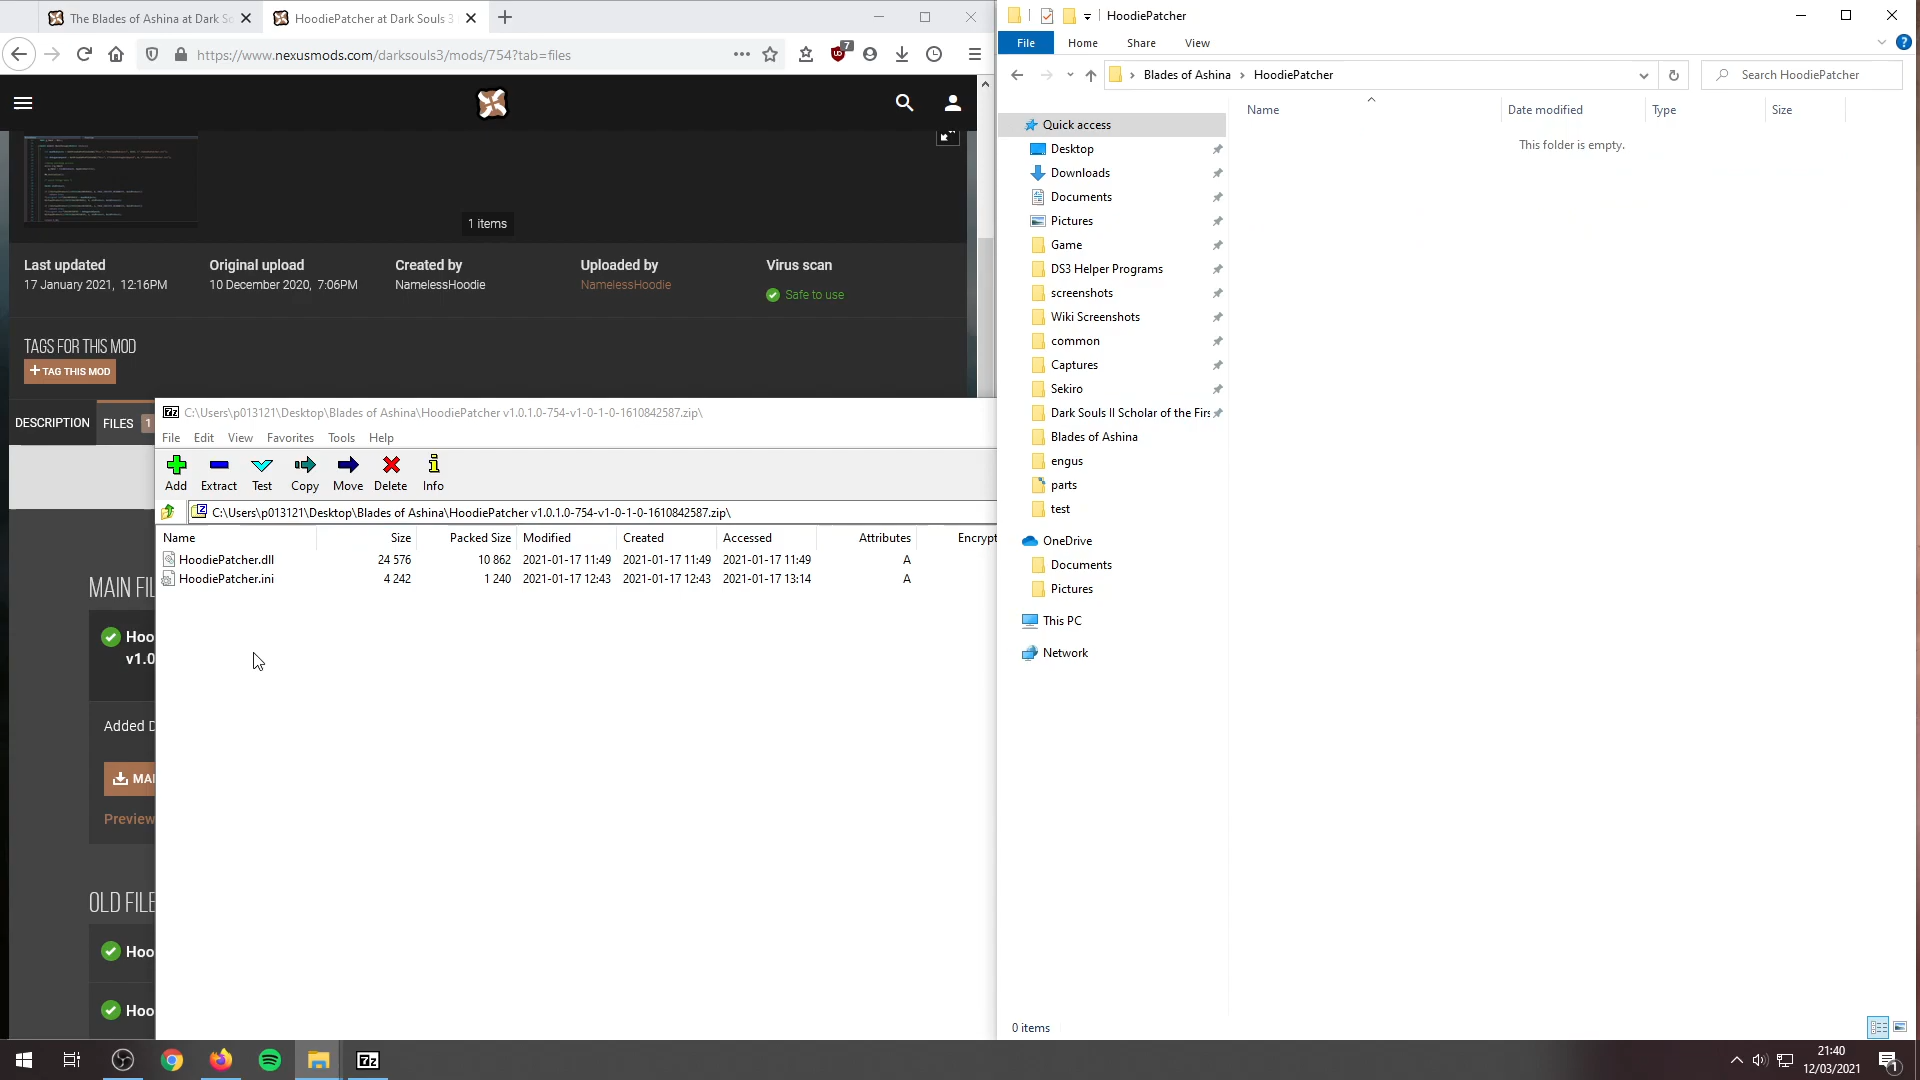 The Blades of Ashina at Dark S
HoodiePatcher at Dark Souls 3
https://www.nexusmods.com/darksouls3/mods/754?tab=files
7
1 items
Last updated
17 January 2021, 12:16PM
Original upload
10 December 2020, 7:06PM
Created by
NamelessHoodie
Uploaded by
NamelessHoodie
Virus scan
Safe to use
TAGS FOR THIS MOD
TAG THIS MOD
DESCRIPTION
FILES 1
MAIN FIL
Hoo
v1.0
Added D
MAI
Preview
OLD FILE
Hoo
Hoo
C:\Users\p013121\Desktop\Blades of Ashina\HoodiePatcher v1.0.1.0-754-v1-0-1-0-1610842587.zip\
File Edit View Favorites Tools Help
Add Extract Test Copy Move Delete Info
C:\Users\p013121\Desktop\Blades of Ashina\HoodiePatcher v1.0.1.0-754-v1-0-1-0-1610842587.zip\
Name Size Packed Size Modified Created Accessed Attributes Encrypt
HoodiePatcher.dll 24 576 10 862 2021-01-17 11:49 2021-01-17 11:49 2021-01-17 11:49 A
HoodiePatcher.ini 4 242 1 240 2021-01-17 12:43 2021-01-17 12:43 2021-01-17 13:14 A
HoodiePatcher
File Home Share View
Blades of Ashina HoodiePatcher
Search HoodiePatcher
Name Date modified Type Size
This folder is empty.
Quick access
Desktop
Downloads
Documents
Pictures
Game
DS3 Helper Programs
screenshots
Wiki Screenshots
common
Captures
Sekiro
Dark Souls II Scholar of the Firs
Blades of Ashina
engus
parts
test
OneDrive
Documents
Pictures
This PC
Network
0 items
7z
21:40
12/03/2021
1